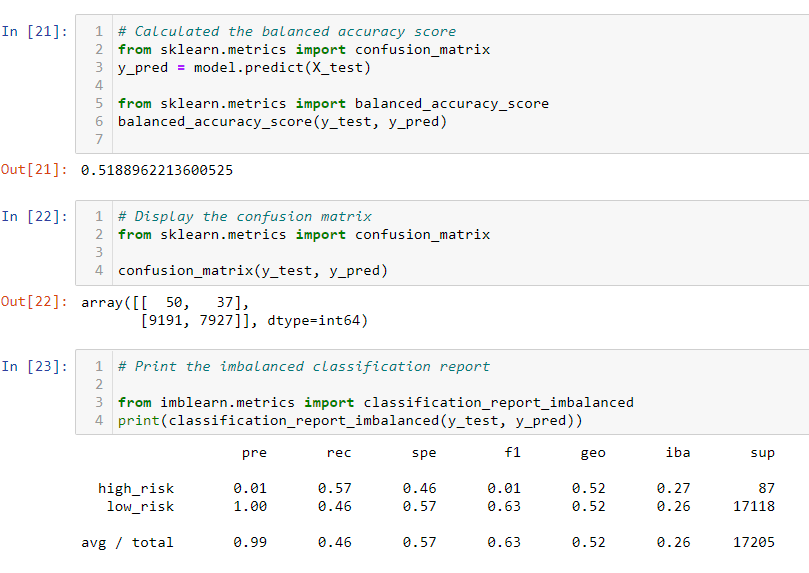 In [21]:
1 # Calculated the balanced accuracy score
2 from sklearn.metrics import confusion_matrix
3 y_pred = model.predict(X_test)
4
5 from sklearn.metrics import balanced_accuracy_score
6 balanced_accuracy_score(y_test, y_pred)
7
Out[21]: 0.5188962213600525
In [22]:
1 # Display the confusion matrix
2 from sklearn.metrics import confusion_matrix
3
4 confusion_matrix(y_test, y_pred)
Out[22]: array([[  50,   37],
       [9191, 7927]], dtype=int64)
In [23]:
1 # Print the imbalanced classification report
2
3 from imblearn.metrics import classification_report_imbalanced
4 print(classification_report_imbalanced(y_test, y_pred))
pre rec spe f1 geo iba sup
high_risk 0.01 0.57 0.46 0.01 0.52 0.27 87
low_risk 1.00 0.46 0.57 0.63 0.52 0.26 17118
avg / total 0.99 0.46 0.57 0.63 0.52 0.26 17205